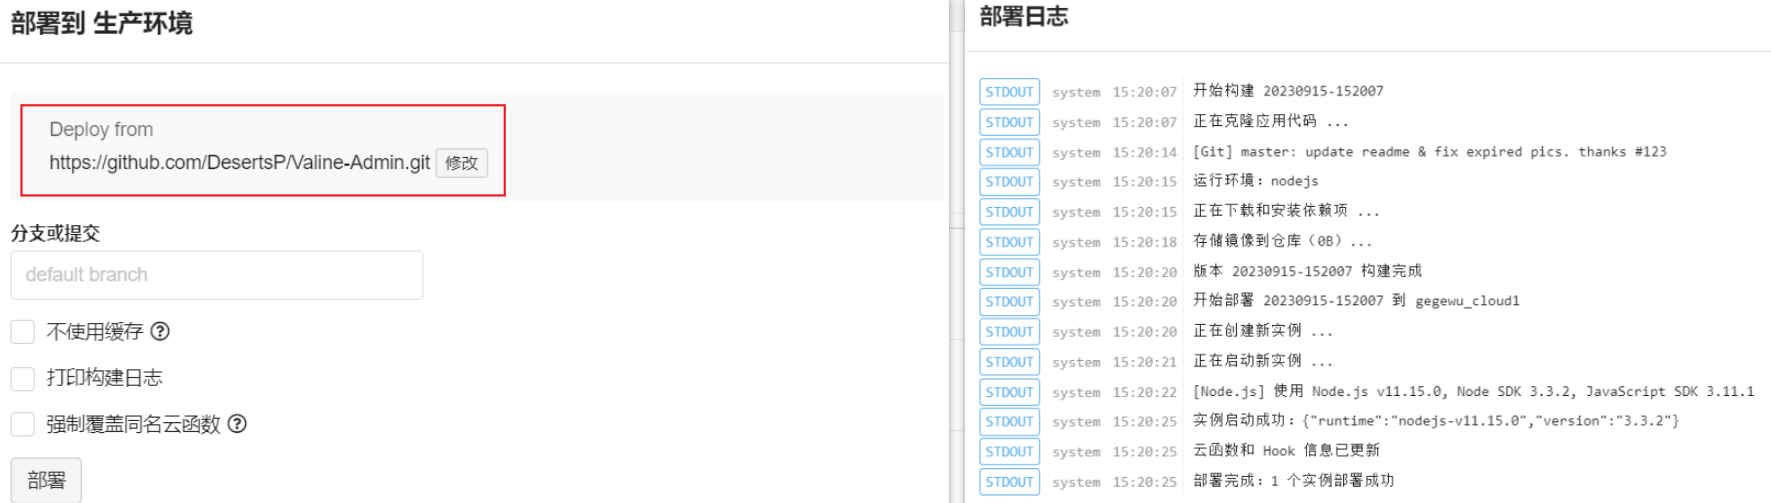 部署到 生产环境
Deploy from
https://github.com/DesertsP/Valine-Admin.git 修改
分支或提交
default branch
不使用缓存
打印构建日志
强制覆盖同名云函数
部署
部署日志
STDOUT system 15:20:07 开始构建 20230915-152007
STDOUT system 15:20:07 正在克隆应用代码 ...
STDOUT system 15:20:14 [Git] master: update readme & fix expired pics. thanks #123
STDOUT system 15:20:15 运行环境: nodejs
STDOUT system 15:20:15 正在下载和安装依赖项 ...
STDOUT system 15:20:18 存储镜像到仓库（0B）...
STDOUT system 15:20:20 版本 20230915-152007 构建完成
STDOUT system 15:20:20 开始部署 20230915-152007 到 gegewu_cloud1
STDOUT system 15:20:20 正在创建新实例 ...
STDOUT system 15:20:21 正在启动新实例 ...
STDOUT system 15:20:22 [Node.js] 使用 Node.js v11.15.0, Node SDK 3.3.2, JavaScript SDK 3.11.1
STDOUT system 15:20:25 实例启动成功：{"runtime":"nodejs-v11.15.0","version":"3.3.2"}
STDOUT system 15:20:25 云函数和 Hook 信息已更新
STDOUT system 15:20:25 部署完成：1 个实例部署成功